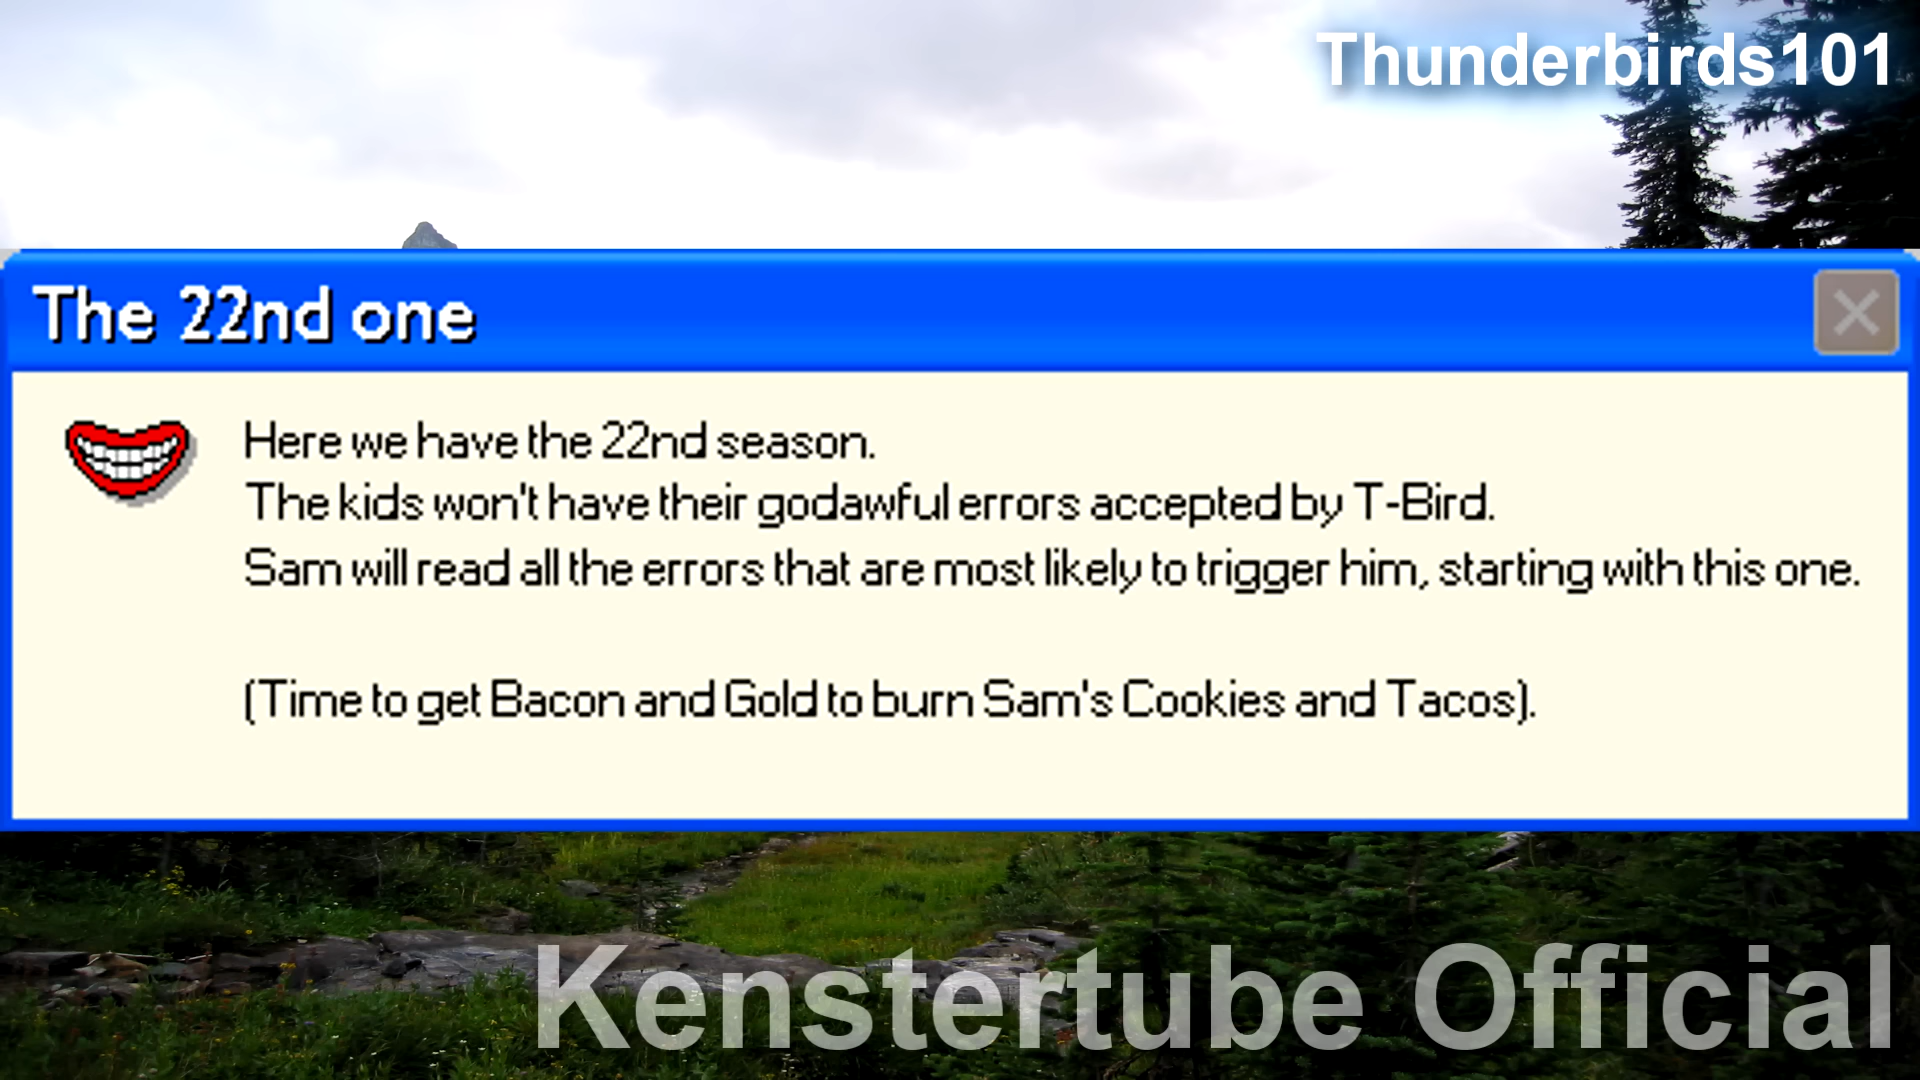 Thunderbirds101
The 22nd one
Here we have the 22nd season.
The kids won't have their godawful errors accepted by T-Bird.
Sam will read all the errors that are most likely to trigger him, starting with this one.
(Time to get Bacon and Gold to burn Sam's Cookies and Tacos).
Kenstertube Official